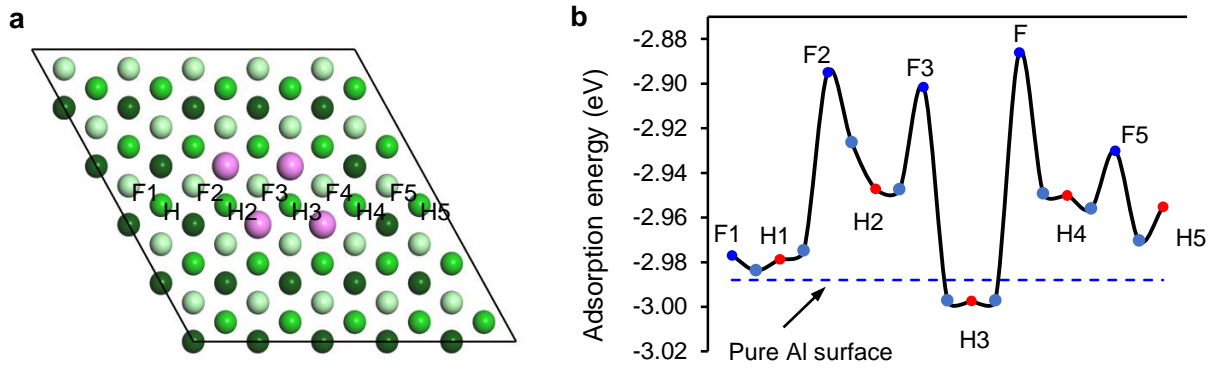 a
F1 F2 F3 F4 F5
H H2 H3 H4 H5
b
Adsorption energy (eV)
-2.88
-2.90
-2.92
-2.94
-2.96
-2.98
-3.00
-3.02
F1
H1
F2
H2
F3
H3
F
H4
F5
H5
Pure Al surface